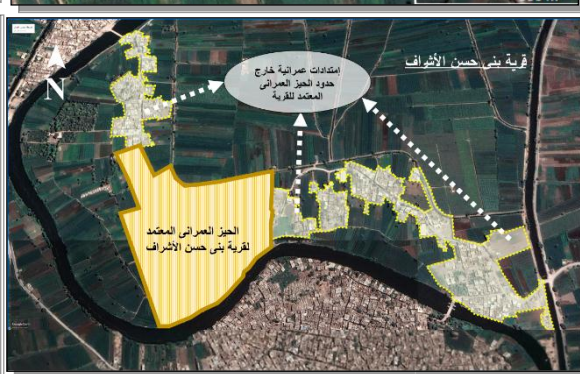 قرية بنى حسن الأشراف
إمتدادات عمرانية خارج
حدود الحيز العمرانى
المعتمد للقرية
N
الحيز العمرانى المعتمد
لقرية بنى حسن الأشراف